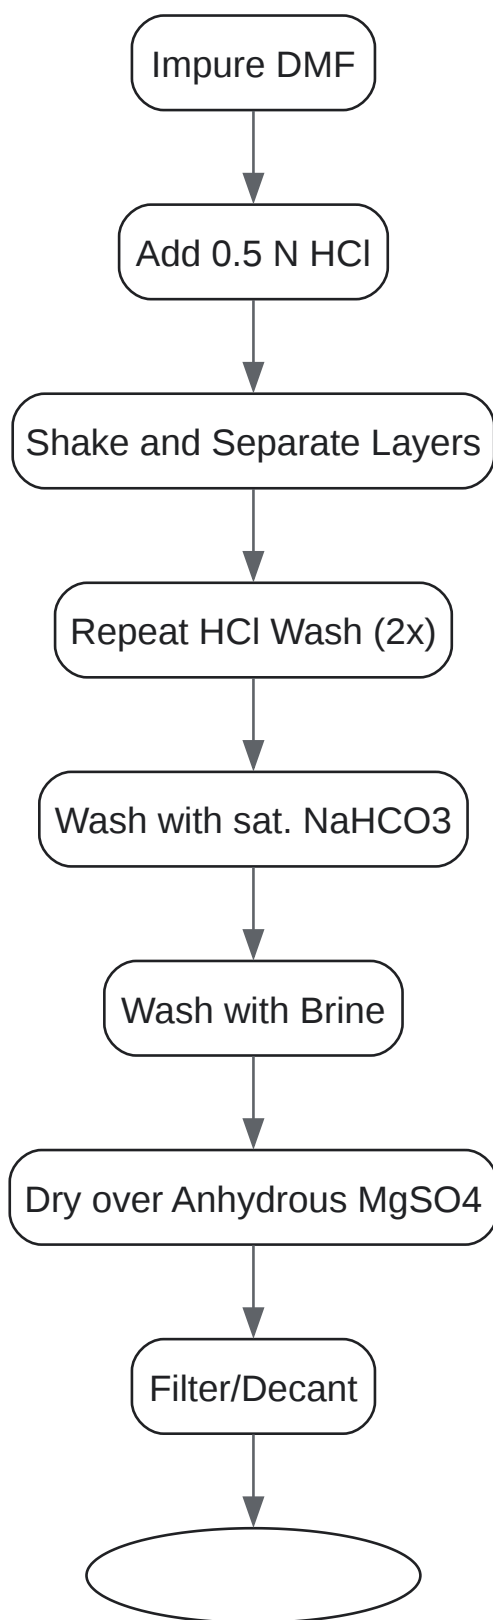 Impure DMF
Add 0.5 N HCl
Shake and Separate Layers
Repeat HCl Wash (2x)
Wash with sat. NaHCO3
Wash with Brine
Dry over Anhydrous MgSO4
Filter/Decant